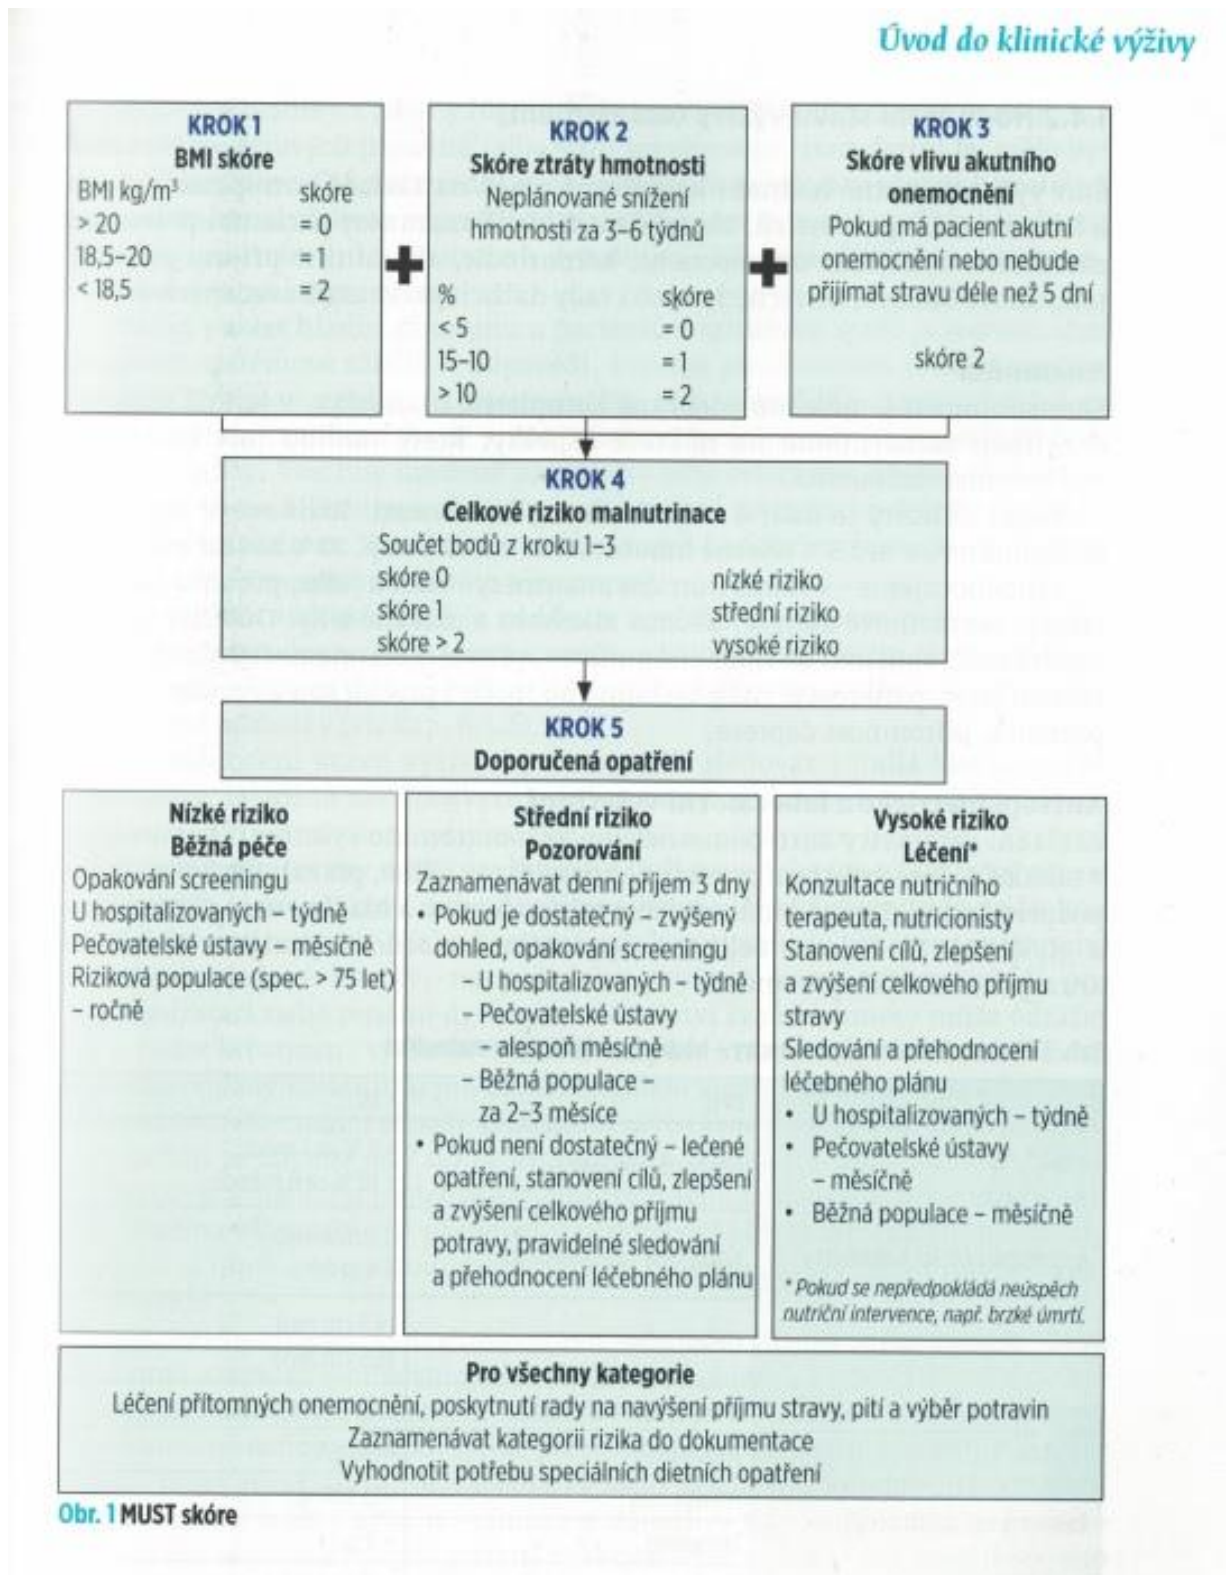 Úvod do klinické výživy
KROK 1
BMI skóre
BMI kg/m³ skóre
> 20 = 0
18,5–20 = 1
< 18,5 = 2
KROK 2
Skóre ztráty hmotnosti
Neplánované snížení
hmotnosti za 3–6 týdnů
% skóre
< 5 = 0
15–10 = 1
> 10 = 2
KROK 3
Skóre vlivu akutního
onemocnění
Pokud má pacient akutní
onemocnění nebo nebude
přijímat stravu déle než 5 dní
skóre 2
KROK 4
Celkové riziko malnutrinace
Součet bodů z kroku 1–3
skóre 0 nízké riziko
skóre 1 střední riziko
skóre > 2 vysoké riziko
KROK 5
Doporučená opatření
Nízké riziko
Běžná péče
Opakování screeningu
U hospitalizovaných – týdně
Pečovatelské ústavy – měsíčně
Riziková populace (spec. > 75 let)
– ročně
Střední riziko
Pozorování
Zaznamenávat denní příjem 3 dny
• Pokud je dostatečný – zvýšený
dohled, opakování screeningu
– U hospitalizovaných – týdně
– Pečovatelské ústavy
– alespoň měsíčně
– Běžná populace –
za 2–3 měsíce
• Pokud není dostatečný – lečené
opatření, stanovení cílů, zlepšení
a zvýšení celkového příjmu
potravy, pravidelné sledování
a přehodnocení léčebného plánu
Vysoké riziko
Léčení*
Konzultace nutričního
terapeuta, nutricionisty
Stanovení cílů, zlepšení
a zvýšení celkového příjmu
stravy
Sledování a přehodnocení
léčebného plánu
• U hospitalizovaných – týdně
• Pečovatelské ústavy
– měsíčně
• Běžná populace – měsíčně
* Pokud se nepředpokládá neúspěch
nutriční intervence, např. brzké úmrtí.
Pro všechny kategorie
Léčení přítomných onemocnění, poskytnutí rady na navýšení příjmu stravy, pití a výběr potravin
Zaznamenávat kategorii rizika do dokumentace
Vyhodnotit potřebu speciálních dietních opatření
Obr. 1 MUST skóre